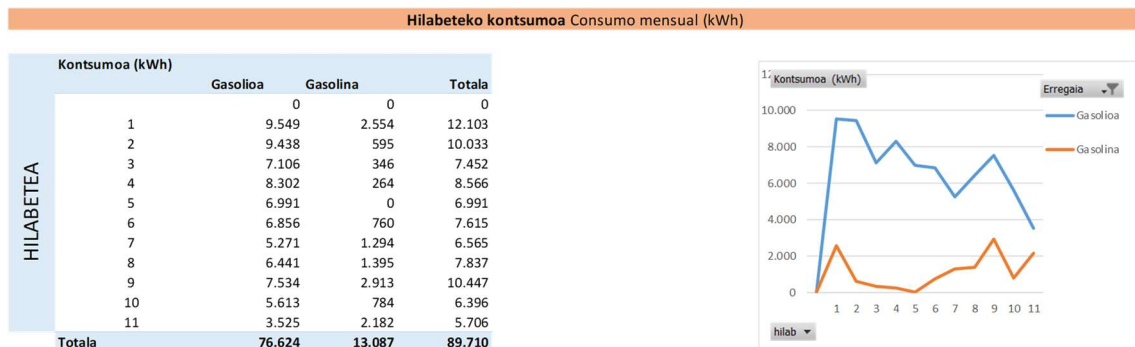 Hilabeteko kontsumoa Consumo mensual (kWh)
HILABETEA
Kontsumoa (kWh)
Gasolioa Gasolina Totala
0 0 0
1 9.549 2.554 12.103
2 9.438 595 10.033
3 7.106 346 7.452
4 8.302 264 8.566
5 6.991 0 6.991
6 6.856 760 7.615
7 5.271 1.294 6.565
8 6.441 1.395 7.837
9 7.534 2.913 10.447
10 5.613 784 6.396
11 3.525 2.182 5.706
Totala 76.624 13.087 89.710
Kontsumoa (kWh)
Erregaia
10.000
8.000
6.000
4.000
2.000
0
1 2 3 4 5 6 7 8 9 10 11
Gasolioa
Gasolina
hilab